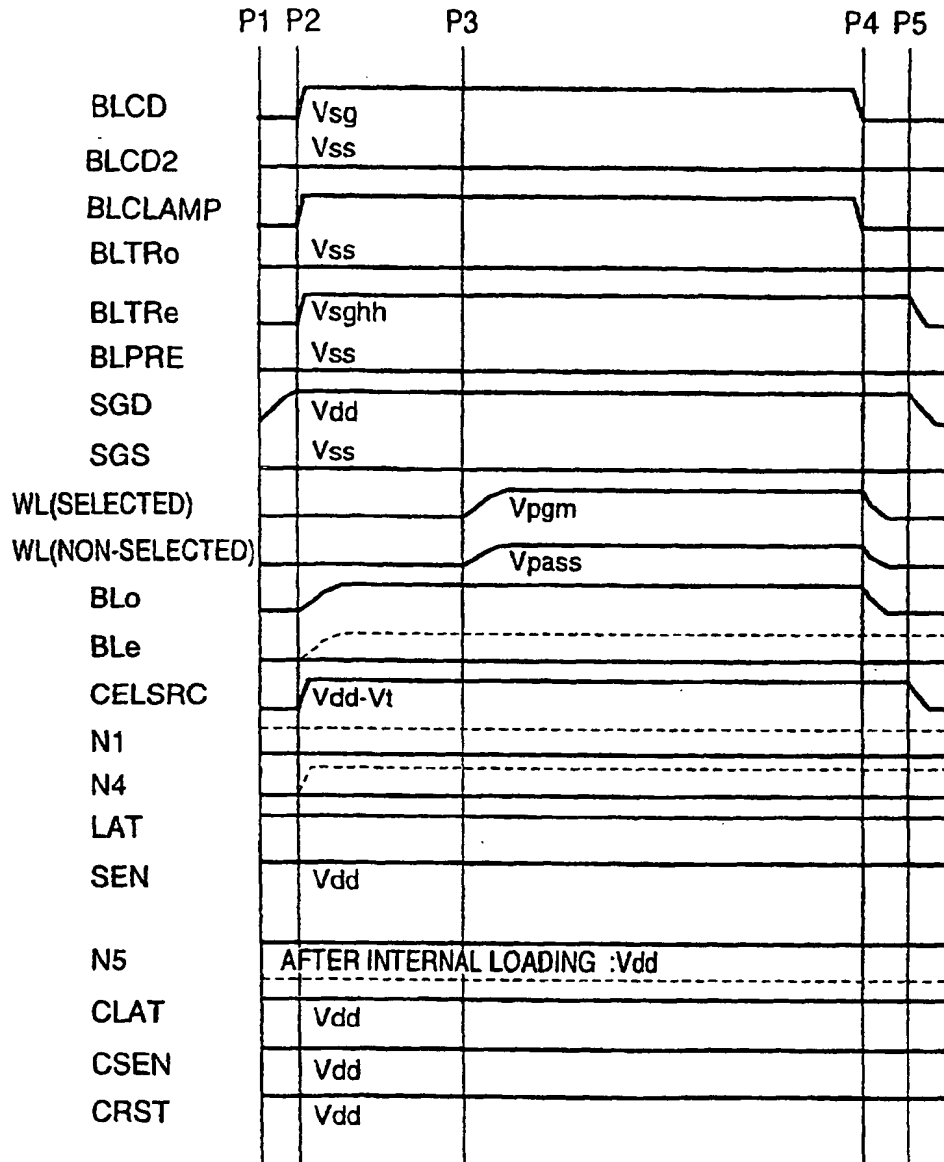 P1 P2 P3 P4 P5
BLCD Vsg
BLCD2 Vss
BLCLAMP
BLTRo Vss
BLTRe Vsghh
BLPRE Vss
SGD Vdd
SGS Vss
WL(SELECTED) Vpgm
WL(NON-SELECTED) Vpass
BLo
BLe
CELSRC Vdd-Vt
N1
N4
LAT
SEN Vdd
N5 AFTER INTERNAL LOADING :Vdd
CLAT Vdd
CSEN Vdd
CRST Vdd